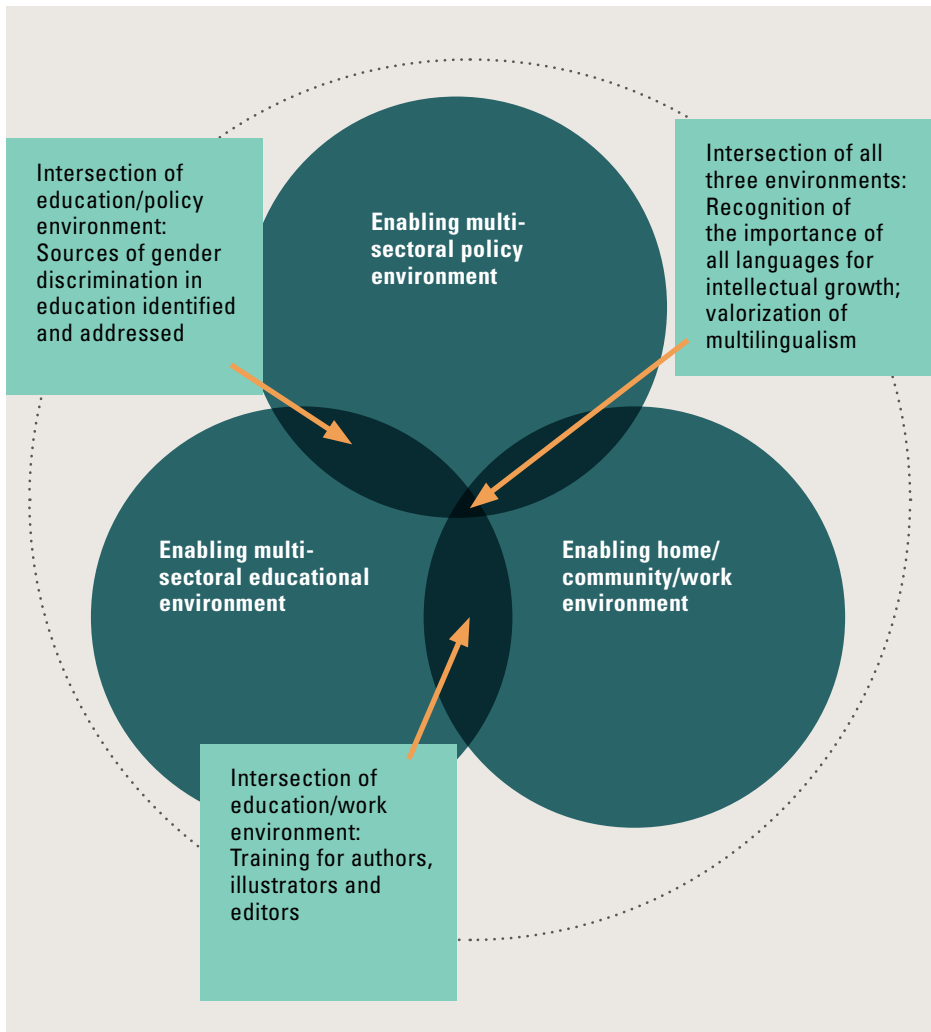 Intersection of
education/policy
environment:
Sources of gender
discrimination in
education identified
and addressed
Enabling multi-
sectoral policy
environment
Intersection of all
three environments:
Recognition of
the importance of
all languages for
intellectual growth;
valorization of
multilingualism
Enabling multi-
sectoral educational
environment
Enabling home/
community/work
environment
Intersection of
education/work
environment:
Training for authors,
illustrators and
editors